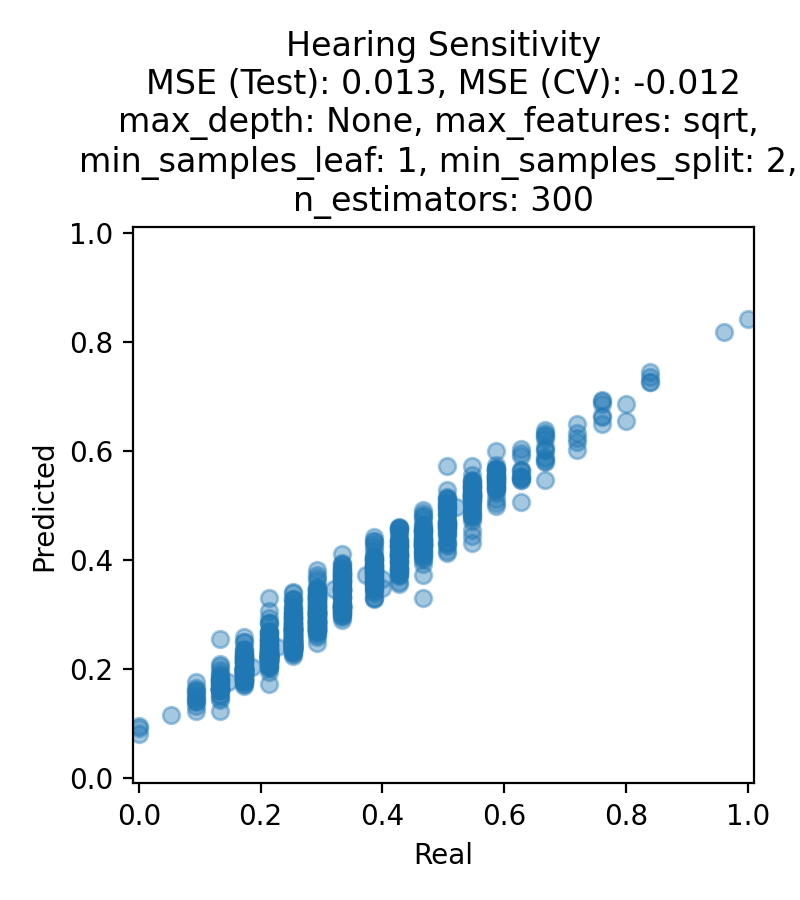 Hearing Sensitivity
MSE (Test): 0.013, MSE (CV): -0.012
max_depth: None, max_features: sqrt,
min_samples_leaf: 1, min_samples_split: 2,
n_estimators: 300
1.0
0.8
0.6
0.4
0.2
0.0
Predicted
0.0 0.2 0.4 0.6 0.8 1.0
Real